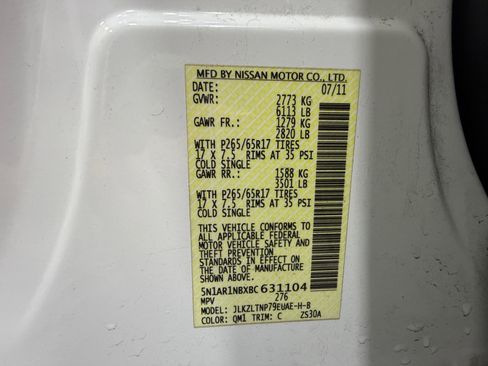 MFD BY NISSAN MOTOR CO., LTD.
DATE: 07/11
GVWR: 2773 KG
6113 LB
GAWR FR.: 1279 KG
2820 LB
WITH P265/65R17 TIRES
17 X 7.5 RIMS AT 35 PSI
COLD SINGLE
GAWR RR.: 1588 KG
3501 LB
WITH P265/65R17 TIRES
17 X 7.5 RIMS AT 35 PSI
COLD SINGLE
THIS VEHICLE CONFORMS TO
ALL APPLICABLE FEDERAL
MOTOR VEHICLE SAFETY AND
THEFT PREVENTION
STANDARDS IN EFFECT ON
THE DATE OF MANUFACTURE
SHOWN ABOVE.
5N1AR1NBXBC 631104
MPV 276
MODEL: JLKZLTNP79EUAE-H-B
COLOR: QM1 TRIM: C ZS30A